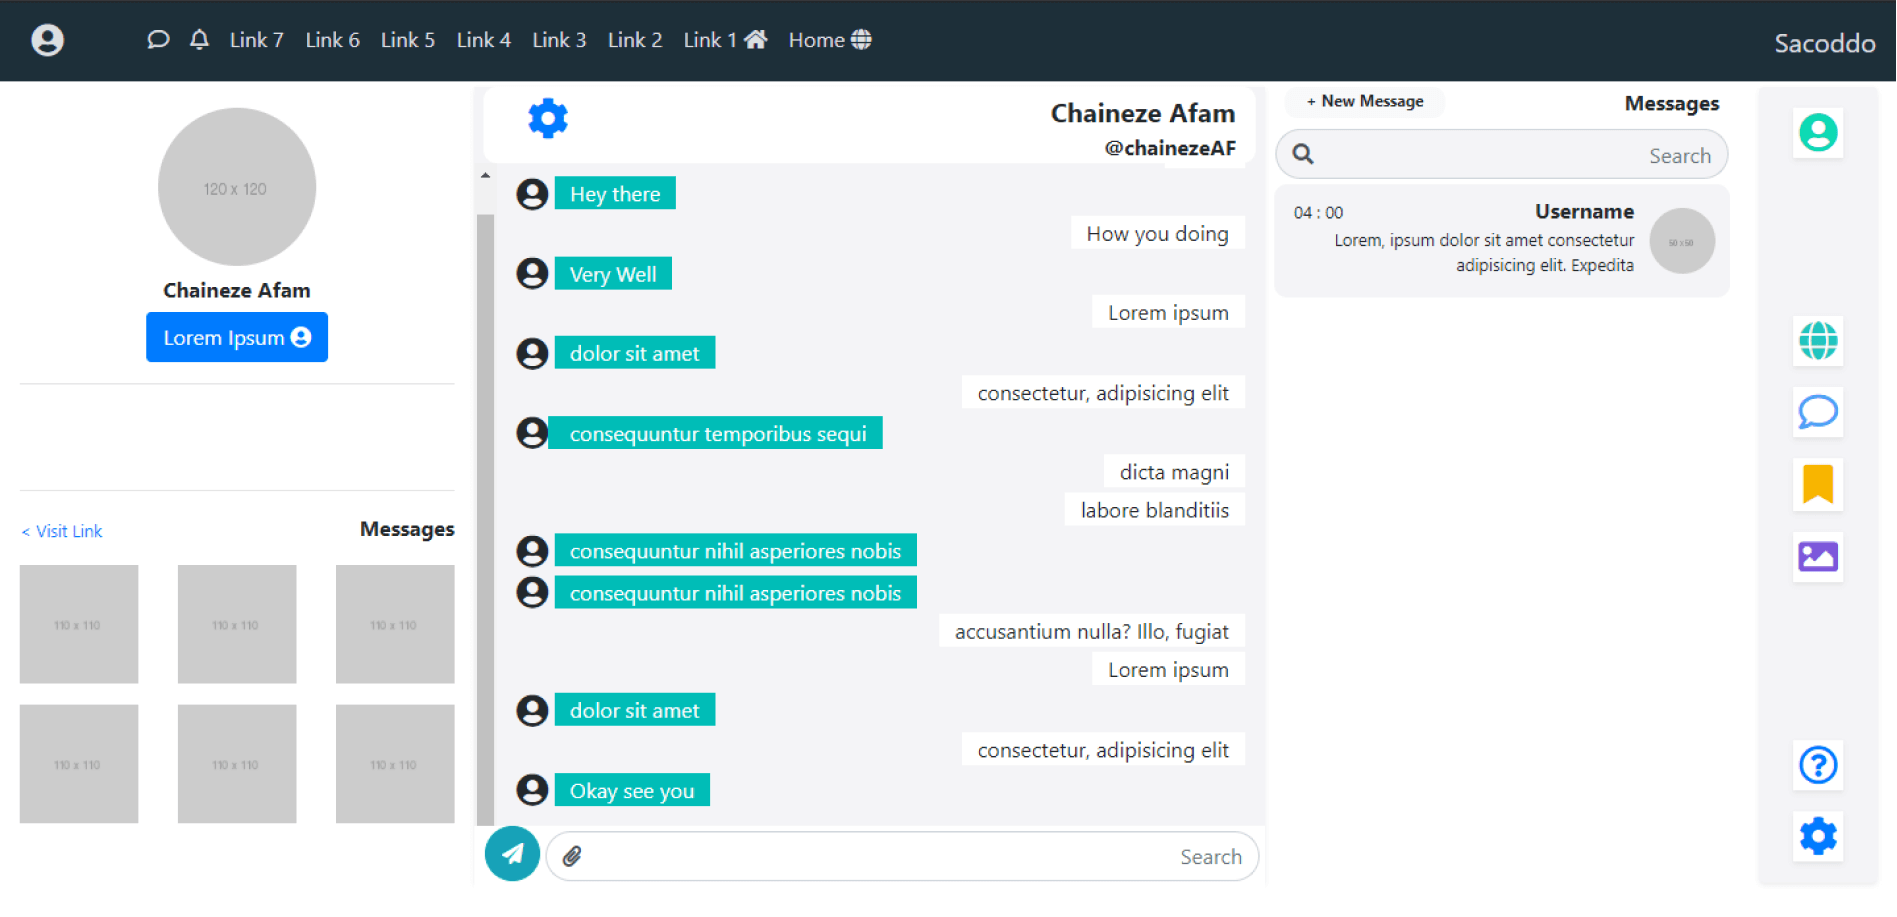 Link 7 Link 6 Link 5 Link 4 Link 3 Link 2 Link 1 Home Sacoddo
120 x 120
Chaineze Afam
Lorem Ipsum
< Visit Link Messages
110 x 110 110 x 110 110 x 110
110 x 110 110 x 110 110 x 110
Chaineze Afam
@chainezeAF
Hey there
How you doing
Very Well
Lorem ipsum
dolor sit amet
consectetur, adipisicing elit
consequuntur temporibus sequi
dicta magni
labore blanditiis
consequuntur nihil asperiores nobis
consequuntur nihil asperiores nobis
accusantium nulla? Illo, fugiat
Lorem ipsum
dolor sit amet
consectetur, adipisicing elit
Okay see you
Search
+ New Message Messages
Search
04 : 00 Username
Lorem, ipsum dolor sit amet consectetur
adipisicing elit. Expedita